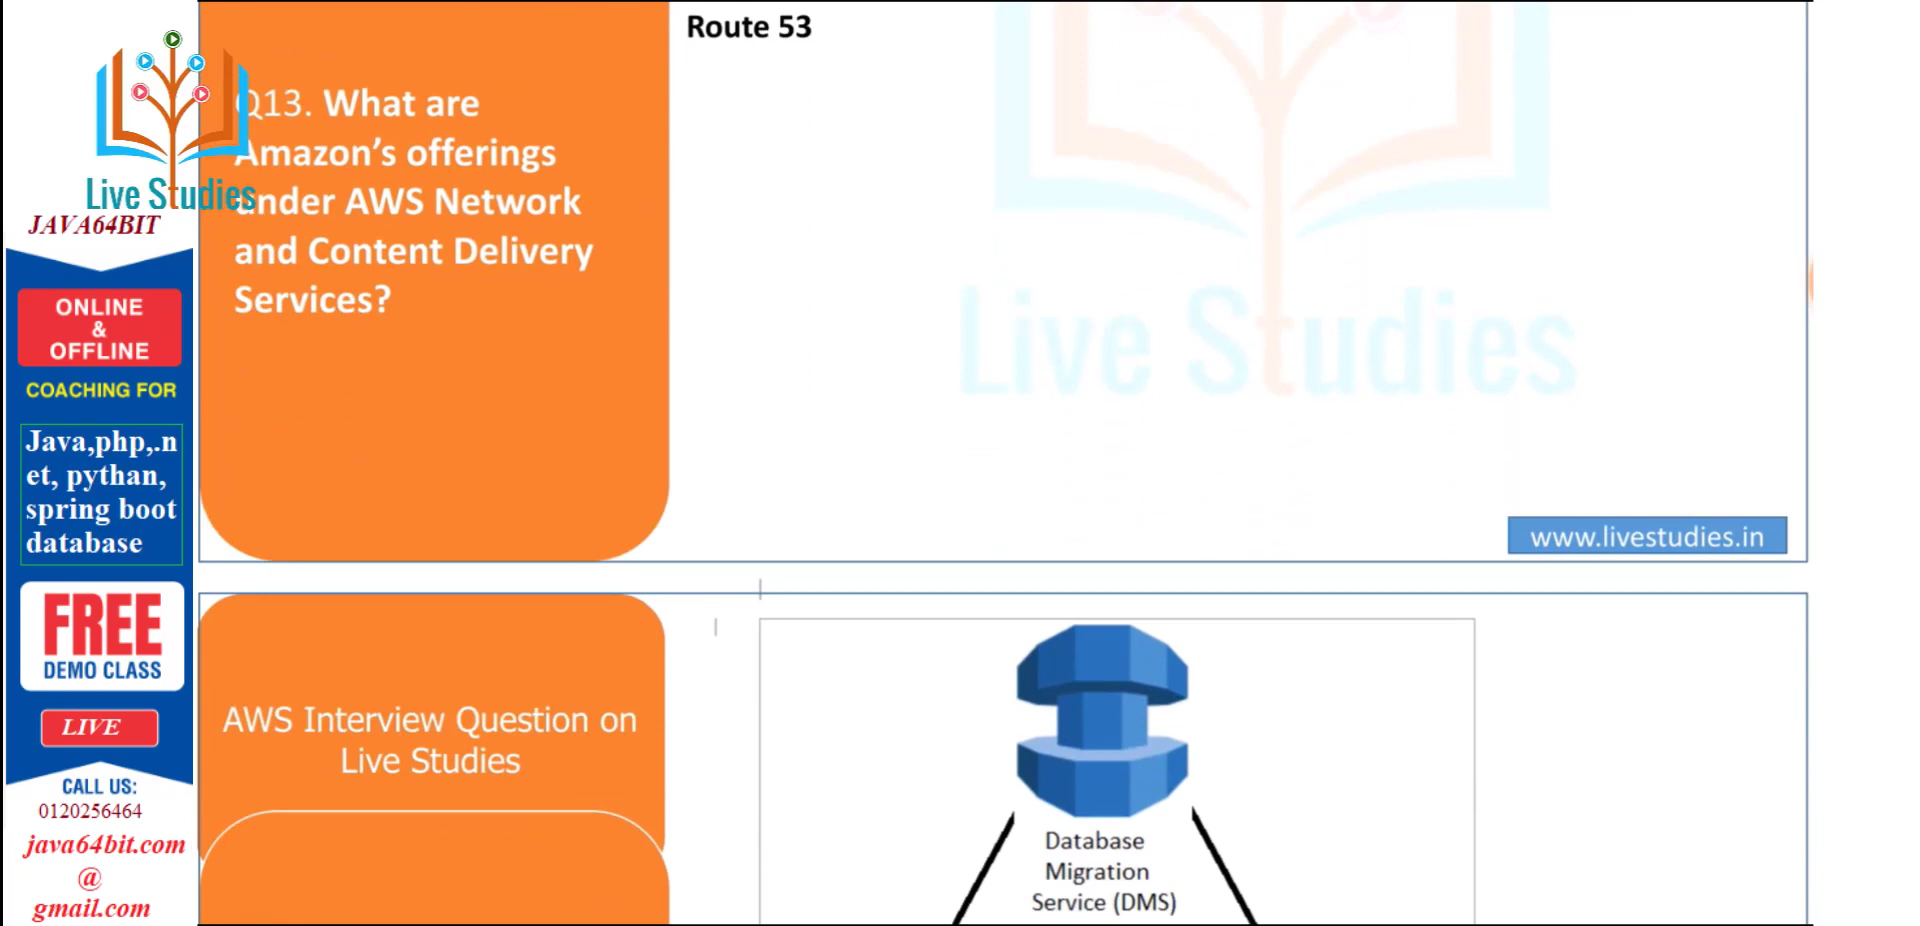 Live Studies
JAVA64BIT
ONLINE
&
OFFLINE
COACHING FOR
Java,php,.n
et, pythan,
spring boot
database
FREE
DEMO CLASS
LIVE
CALL US:
0120256464
java64bit.com
@
gmail.com
Q13. What are
Amazon’s offerings
under AWS Network
and Content Delivery
Services?
Route 53
Live Studies
www.livestudies.in
AWS Interview Question on
Live Studies
Database
Migration
Service (DMS)